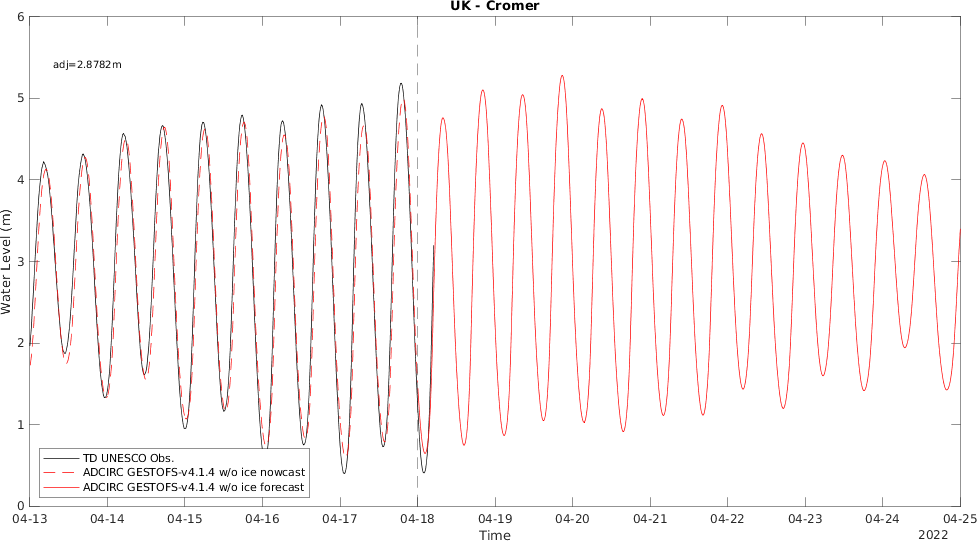 UK - Cromer
adj=2.8782m
6
5
4
3
2
1
0
Water Level (m)
TD UNESCO Obs.
ADCIRC GESTOFS-v4.1.4 w/o ice nowcast
ADCIRC GESTOFS-v4.1.4 w/o ice forecast
04-13 04-14 04-15 04-16 04-17 04-18 04-19 04-20 04-21 04-22 04-23 04-24 04-25
Time
2022